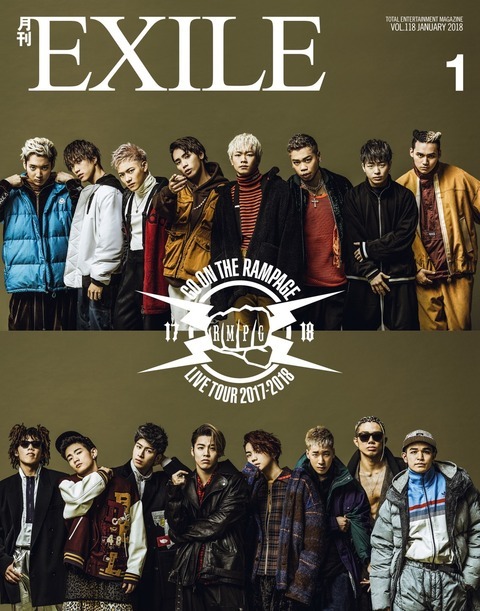 月刊
EXILE
TOTAL ENTERTAINMENT MAGAZINE
VOL.118 JANUARY 2018
1
GO ON THE RAMPAGE
17 RMPG 18
LIVE TOUR 2017-2018